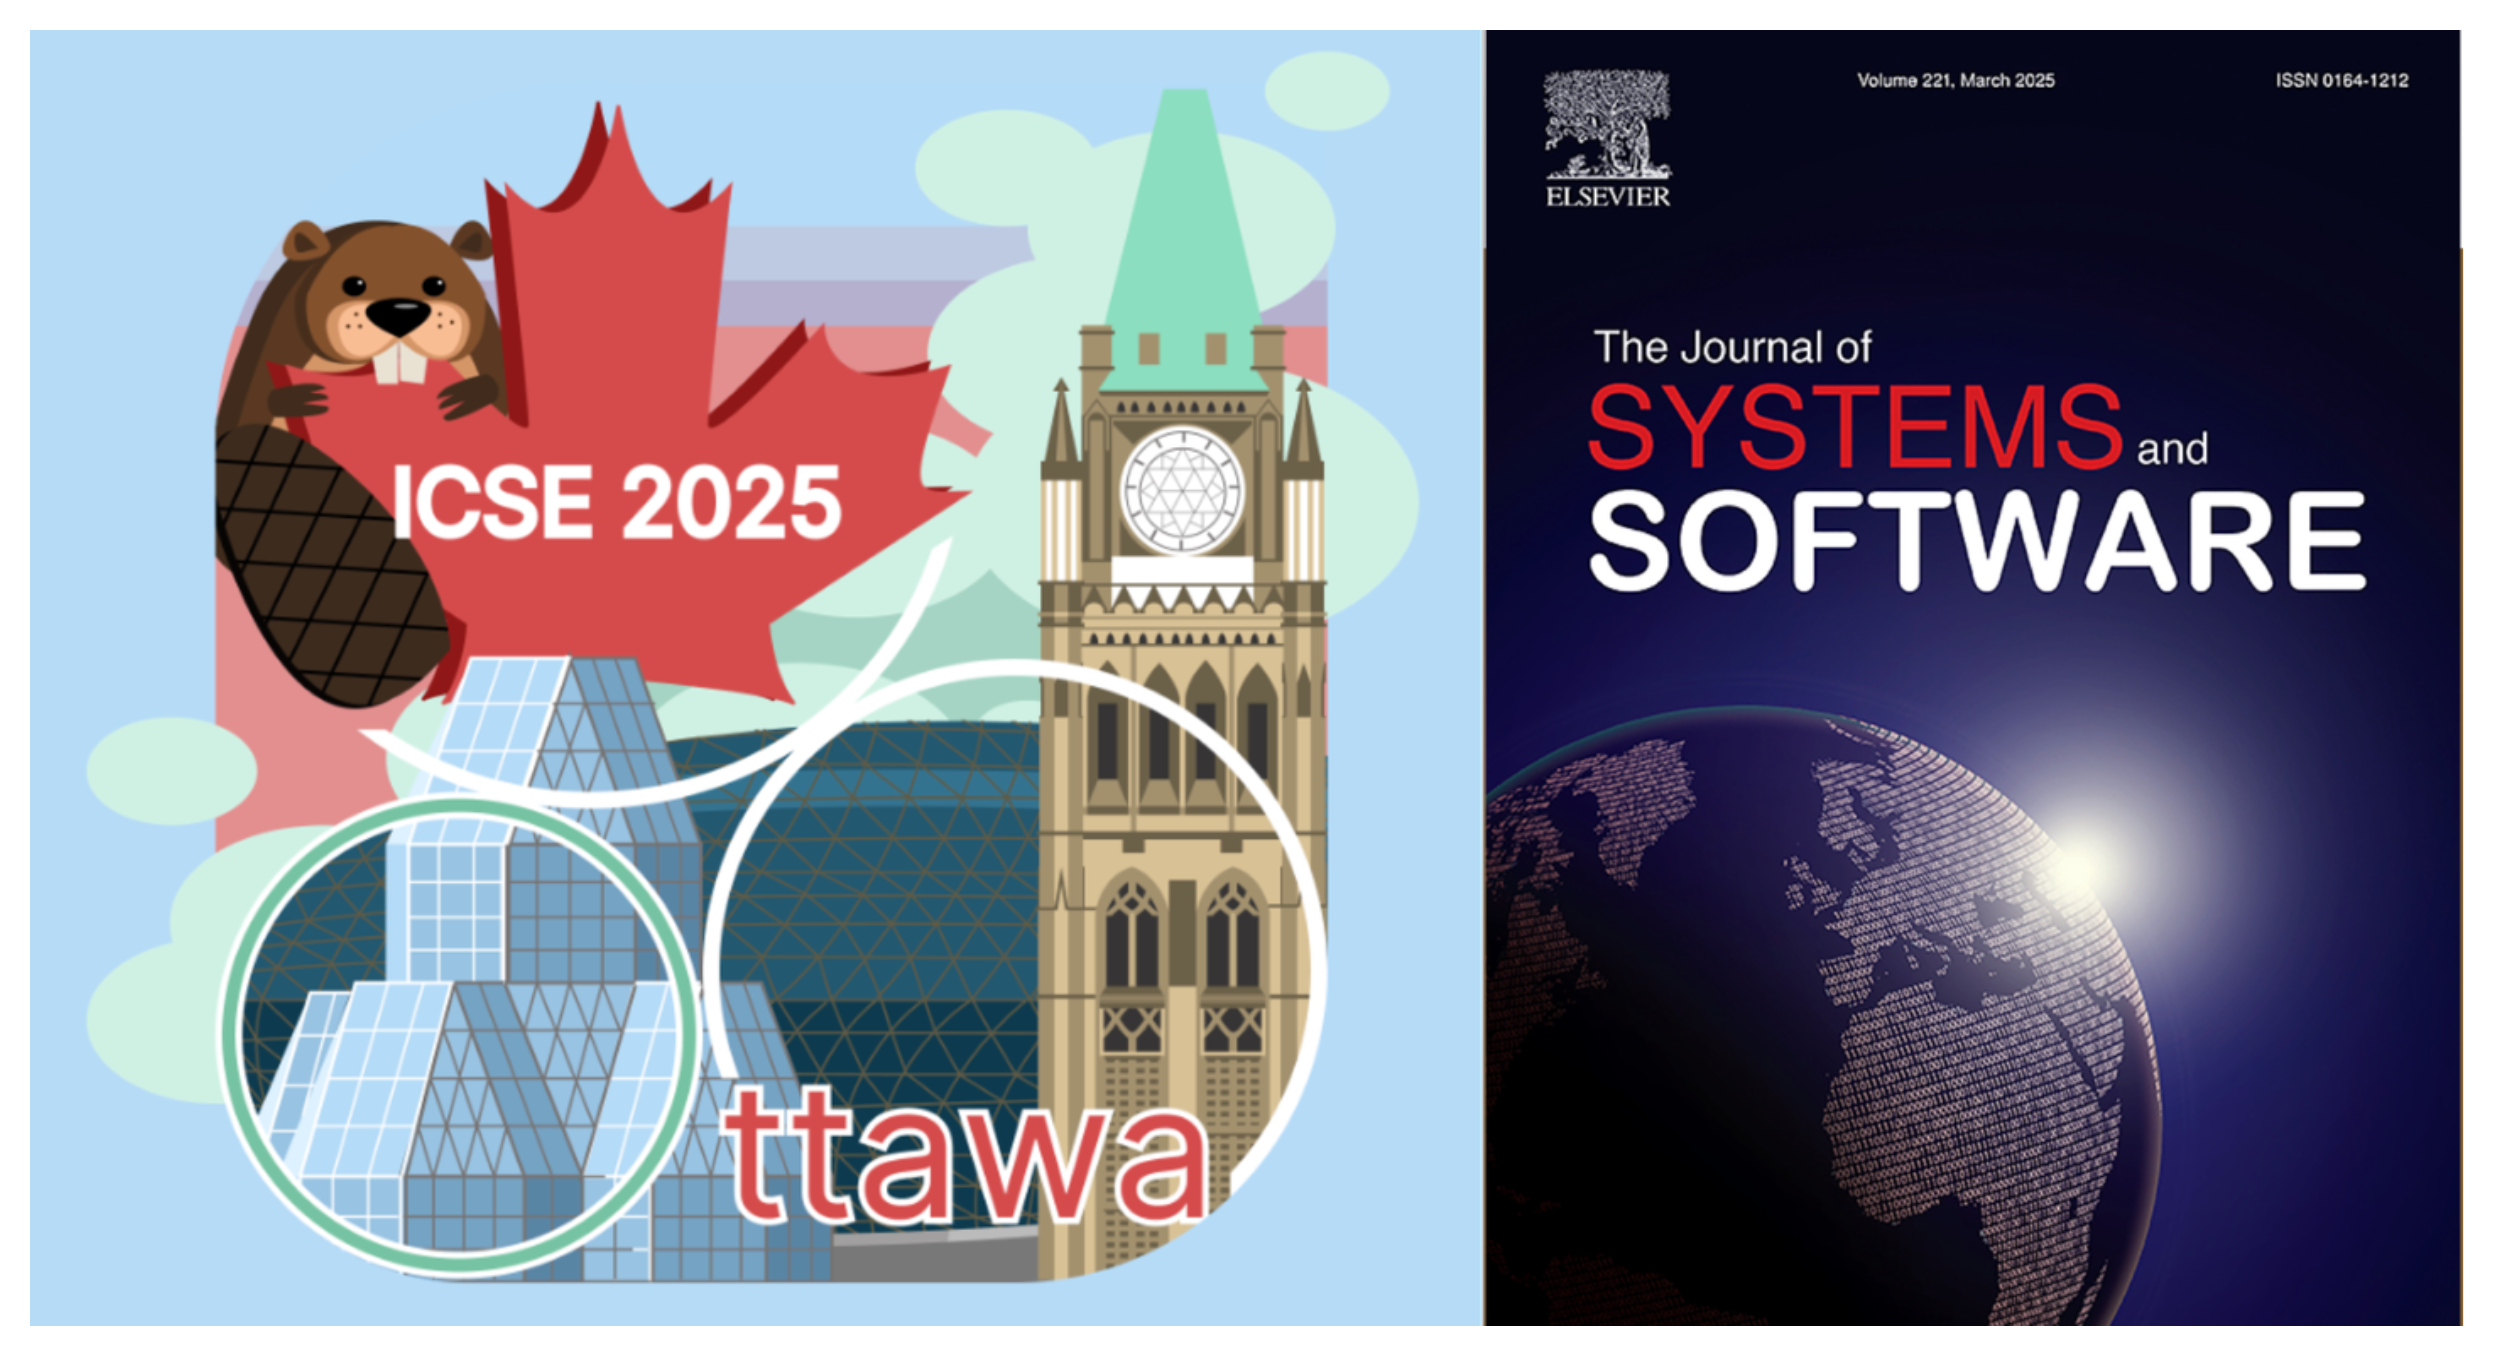 ICSE 2025
ttawa
Volume 221, March 2025
ISSN 0164-1212
ELSEVIER
The Journal of
SYSTEMS and
SOFTWARE